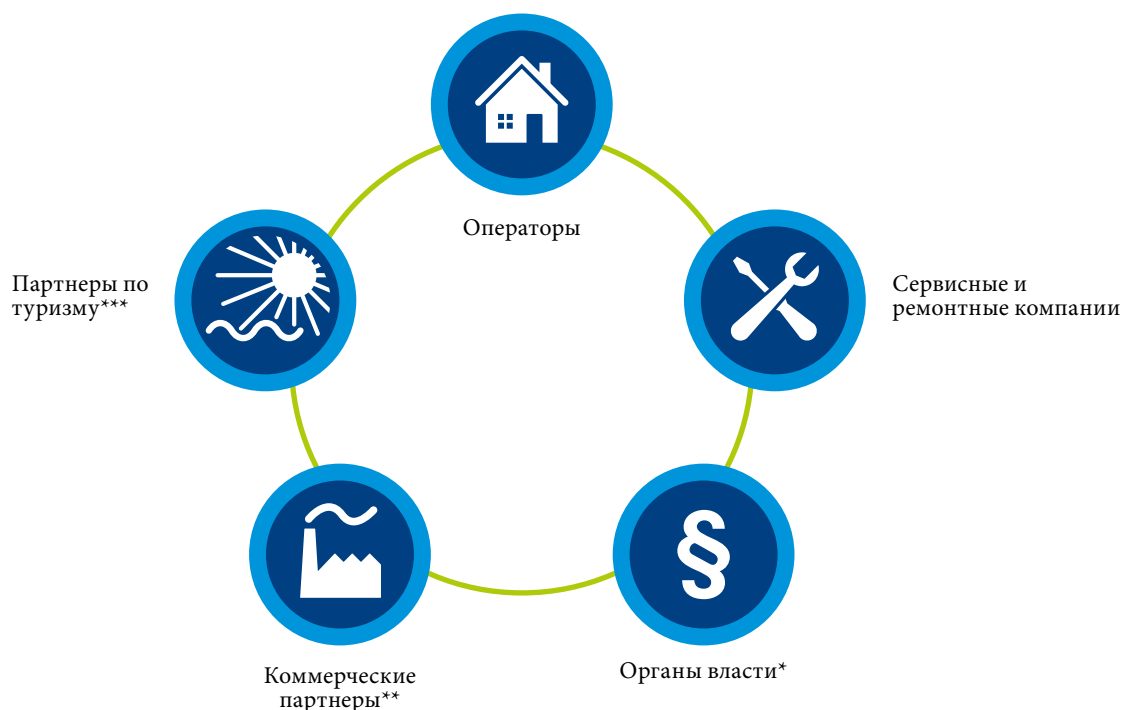 Операторы
Партнеры по
туризму***
Сервисные и
ремонтные компании
Коммерческие
партнеры**
Органы власти*